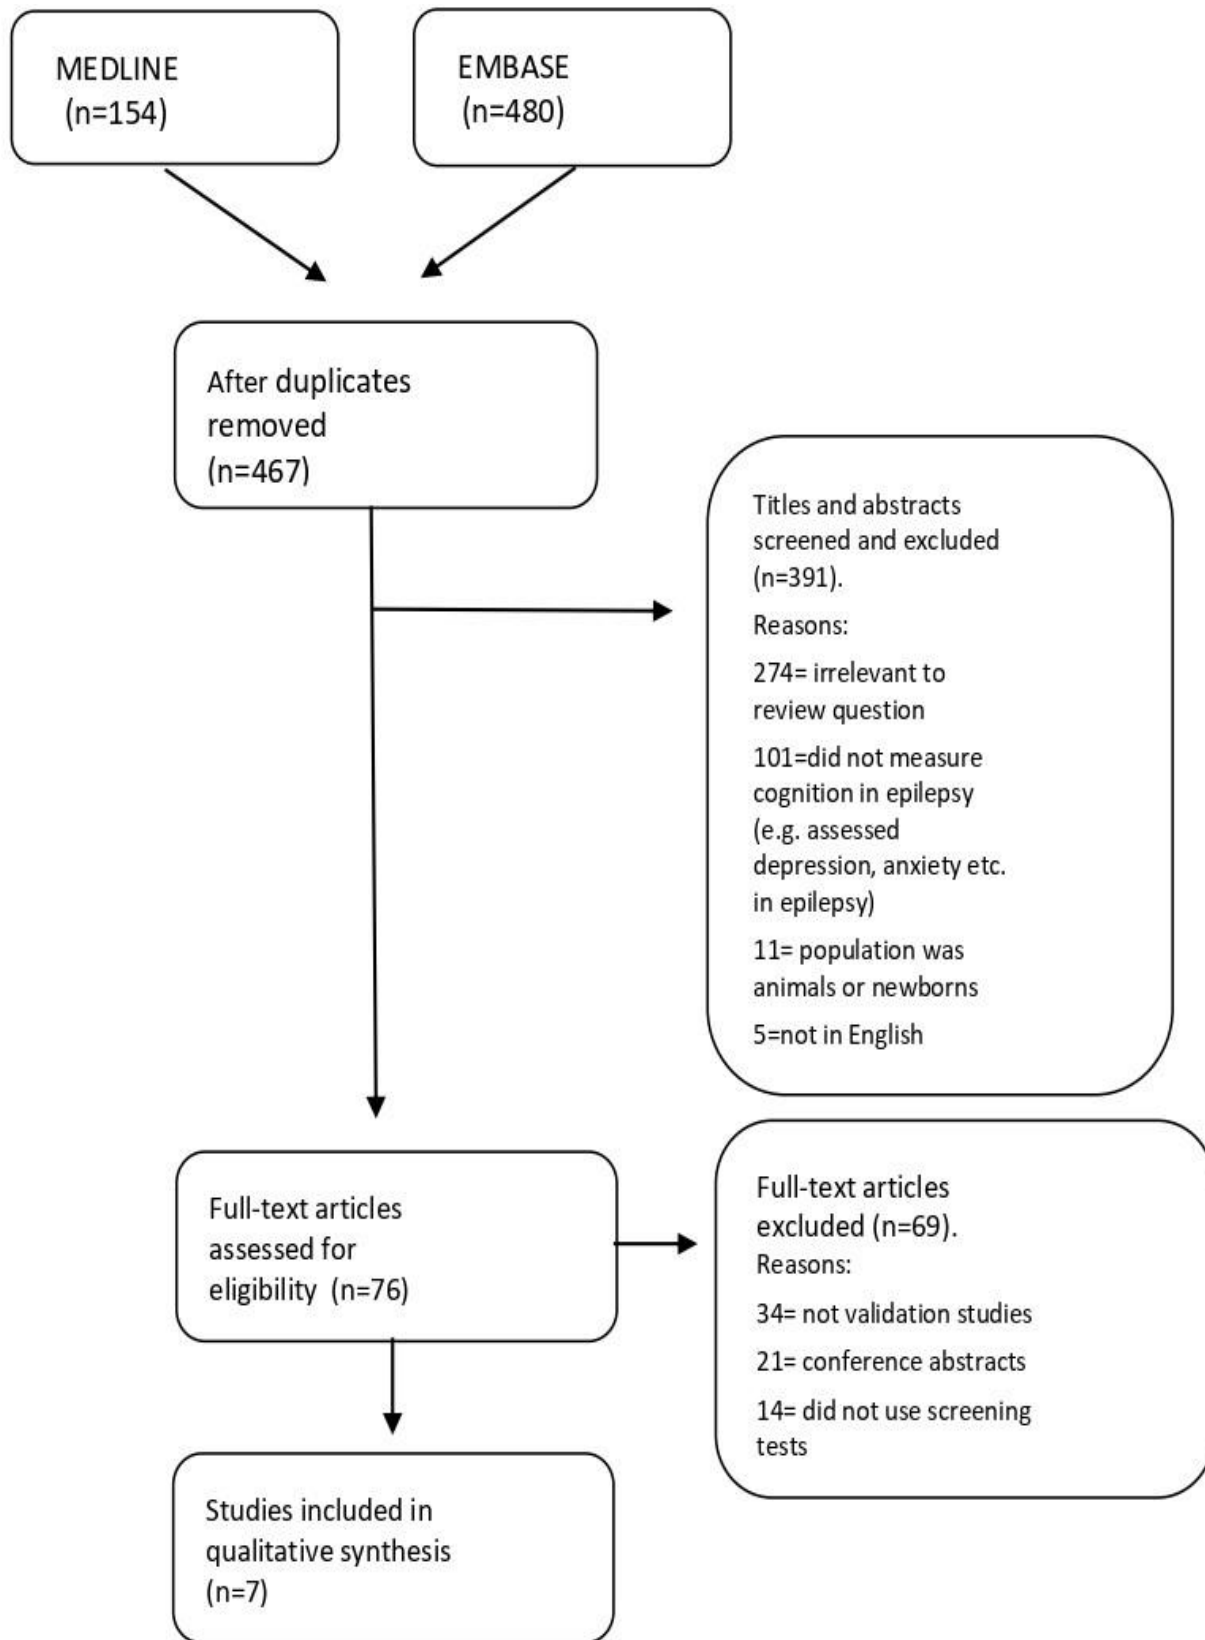 MEDLINE
(n=154)
EMBASE
(n=480)
After duplicates
removed
(n=467)
Titles and abstracts
screened and excluded
(n=391).
Reasons:
274= irrelevant to
review question
101=did not measure
cognition in epilepsy
(e.g. assessed
depression, anxiety etc.
in epilepsy)
11= population was
animals or newborns
5=not in English
Full-text articles
assessed for
eligibility (n=76)
Full-text articles
excluded (n=69).
Reasons:
34= not validation studies
21= conference abstracts
14= did not use screening
tests
Studies included in
qualitative synthesis
(n=7)